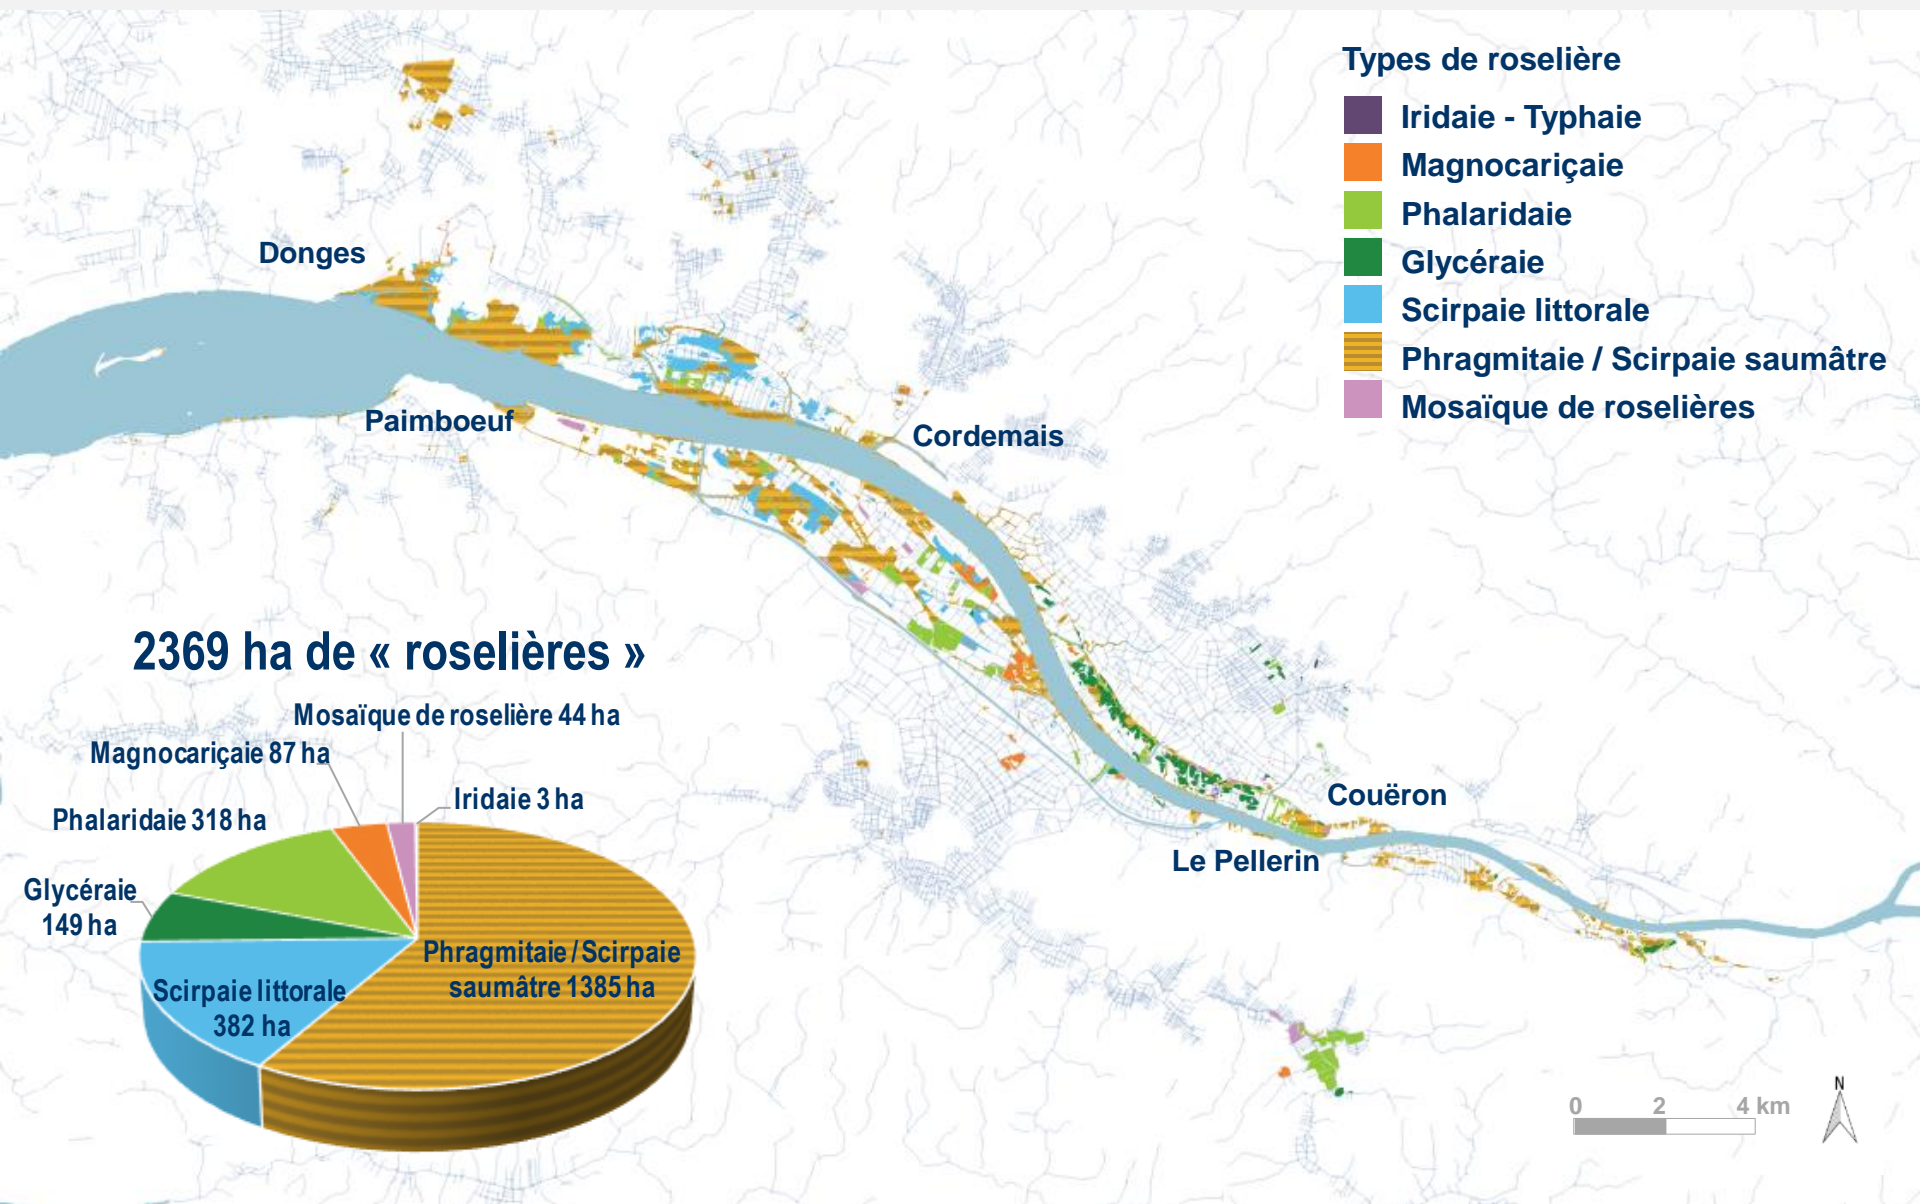 Types de roselière
Iridaie - Typhaie
Magnocariçaie
Phalaridaie
Glycéraie
Scirpaie littorale
Phragmitaie / Scirpaie saumâtre
Mosaïque de roselières
Donges
Paimboeuf
Cordemais
Couëron
Le Pellerin
2369 ha de « roselières »
Mosaïque de roselière 44 ha
Magnocariçaie 87 ha
Iridaie 3 ha
Phalaridaie 318 ha
Glycéraie
149 ha
Phragmitaie / Scirpaie
saumâtre 1385 ha
Scirpaie littorale
382 ha
0 2 4 km
N